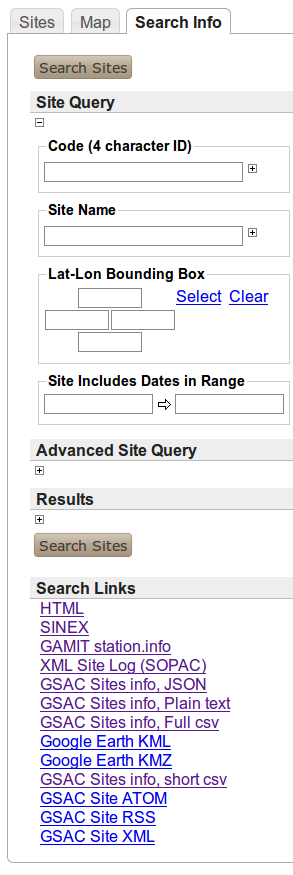 Sites Map Search Info
Search Sites
Site Query
Code (4 character ID)
Site Name
Lat-Lon Bounding Box
Select Clear
Site Includes Dates in Range
Advanced Site Query
Results
Search Sites
Search Links
HTML
SINEX
GAMIT station.info
XML Site Log (SOPAC)
GSAC Sites info, JSON
GSAC Sites info, Plain text
GSAC Sites info, Full csv
Google Earth KML
Google Earth KMZ
GSAC Sites info, short csv
GSAC Site ATOM
GSAC Site RSS
GSAC Site XML